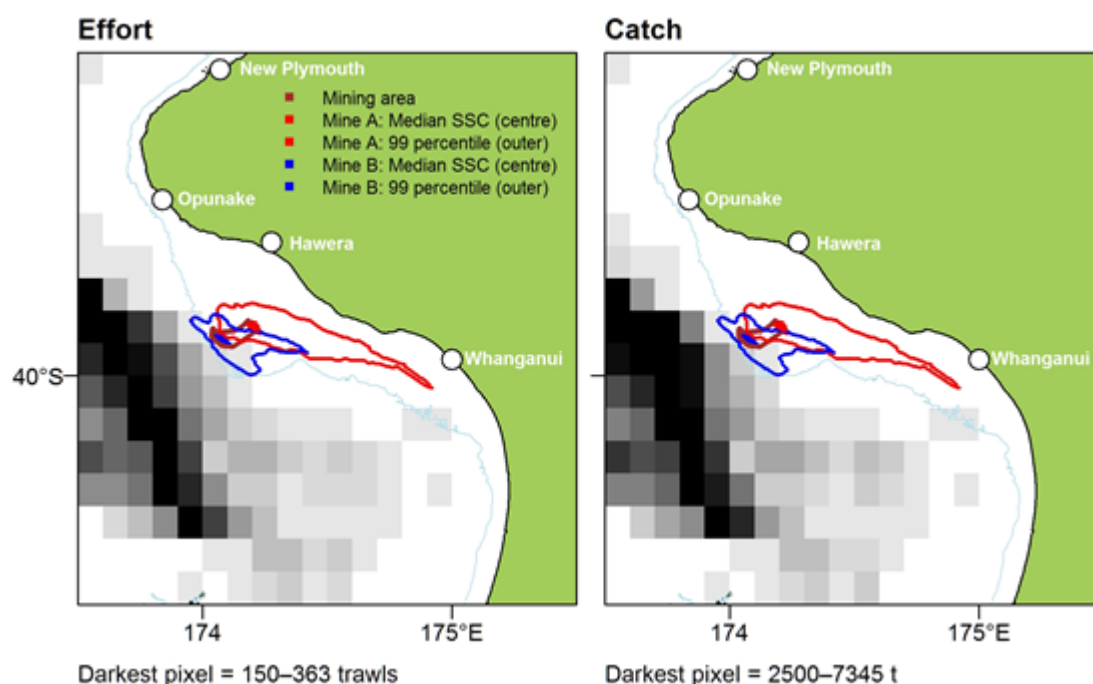 Effort
New Plymouth
Mining area
Mine A: Median SSC (centre)
Mine A: 99 percentile (outer)
Mine B: Median SSC (centre)
Mine B: 99 percentile (outer)
Opunake
Hawera
Whanganui
40°S
174
175°E
Darkest pixel = 150–363 trawls
Catch
New Plymouth
Opunake
Hawera
Whanganui
174
175°E
Darkest pixel = 2500–7345 t